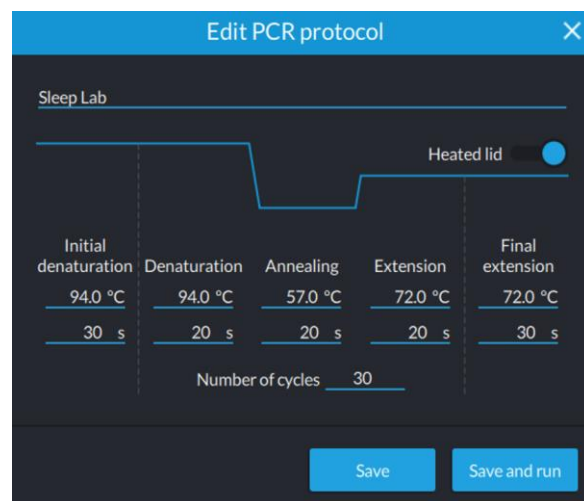 Edit PCR protocol
Sleep Lab
Heated lid
Initial denaturation
Denaturation
Annealing
Extension
Final extension
94.0 °C
94.0 °C
57.0 °C
72.0 °C
72.0 °C
30 s
20 s
20 s
20 s
30 s
Number of cycles 30
Save
Save and run